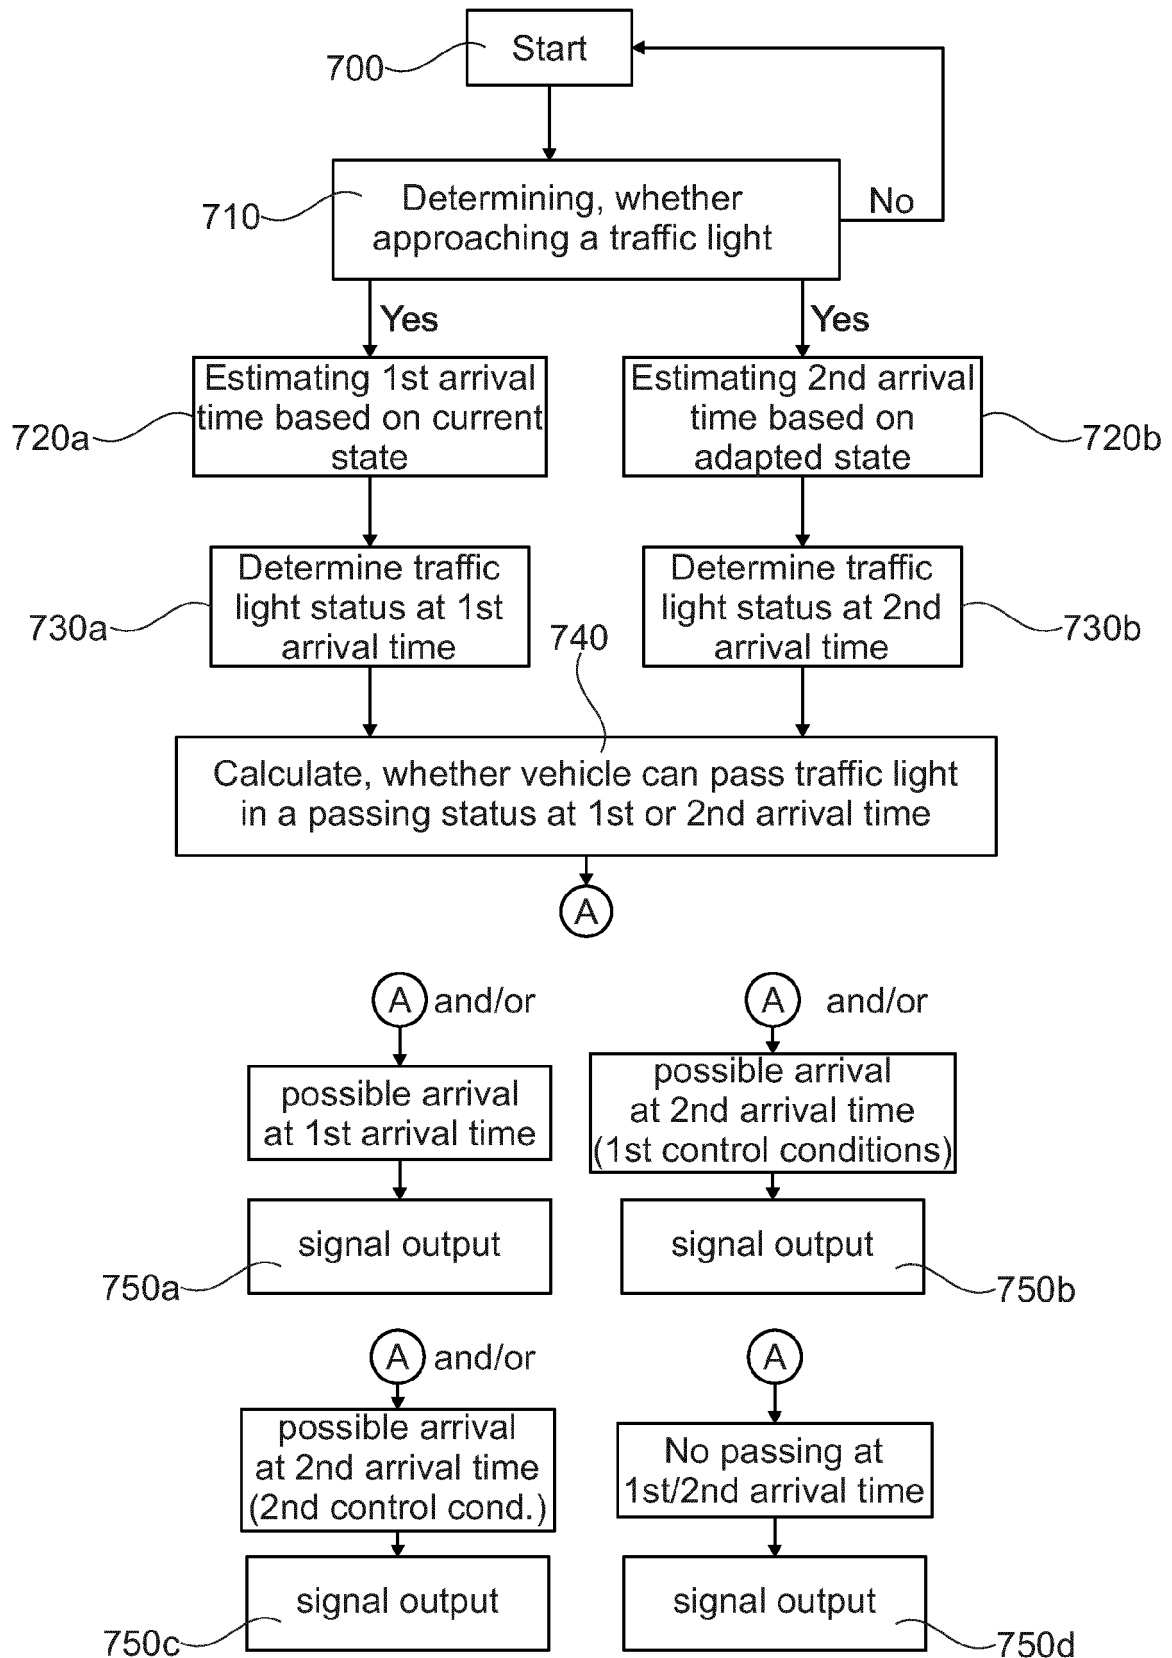 Start
700
Determining, whether
approaching a traffic light
710
No
Yes
Yes
Estimating 1st arrival
time based on current
state
720a
Estimating 2nd arrival
time based on
adapted state
720b
Determine traffic
light status at 1st
arrival time
730a
Determine traffic
light status at 2nd
arrival time
730b
740
Calculate, whether vehicle can pass traffic light
in a passing status at 1st or 2nd arrival time
A
A and/or
possible arrival
at 1st arrival time
signal output
750a
A and/or
possible arrival
at 2nd arrival time
(1st control conditions)
signal output
750b
A and/or
possible arrival
at 2nd arrival time
(2nd control cond.)
signal output
750c
A
No passing at
1st/2nd arrival time
signal output
750d